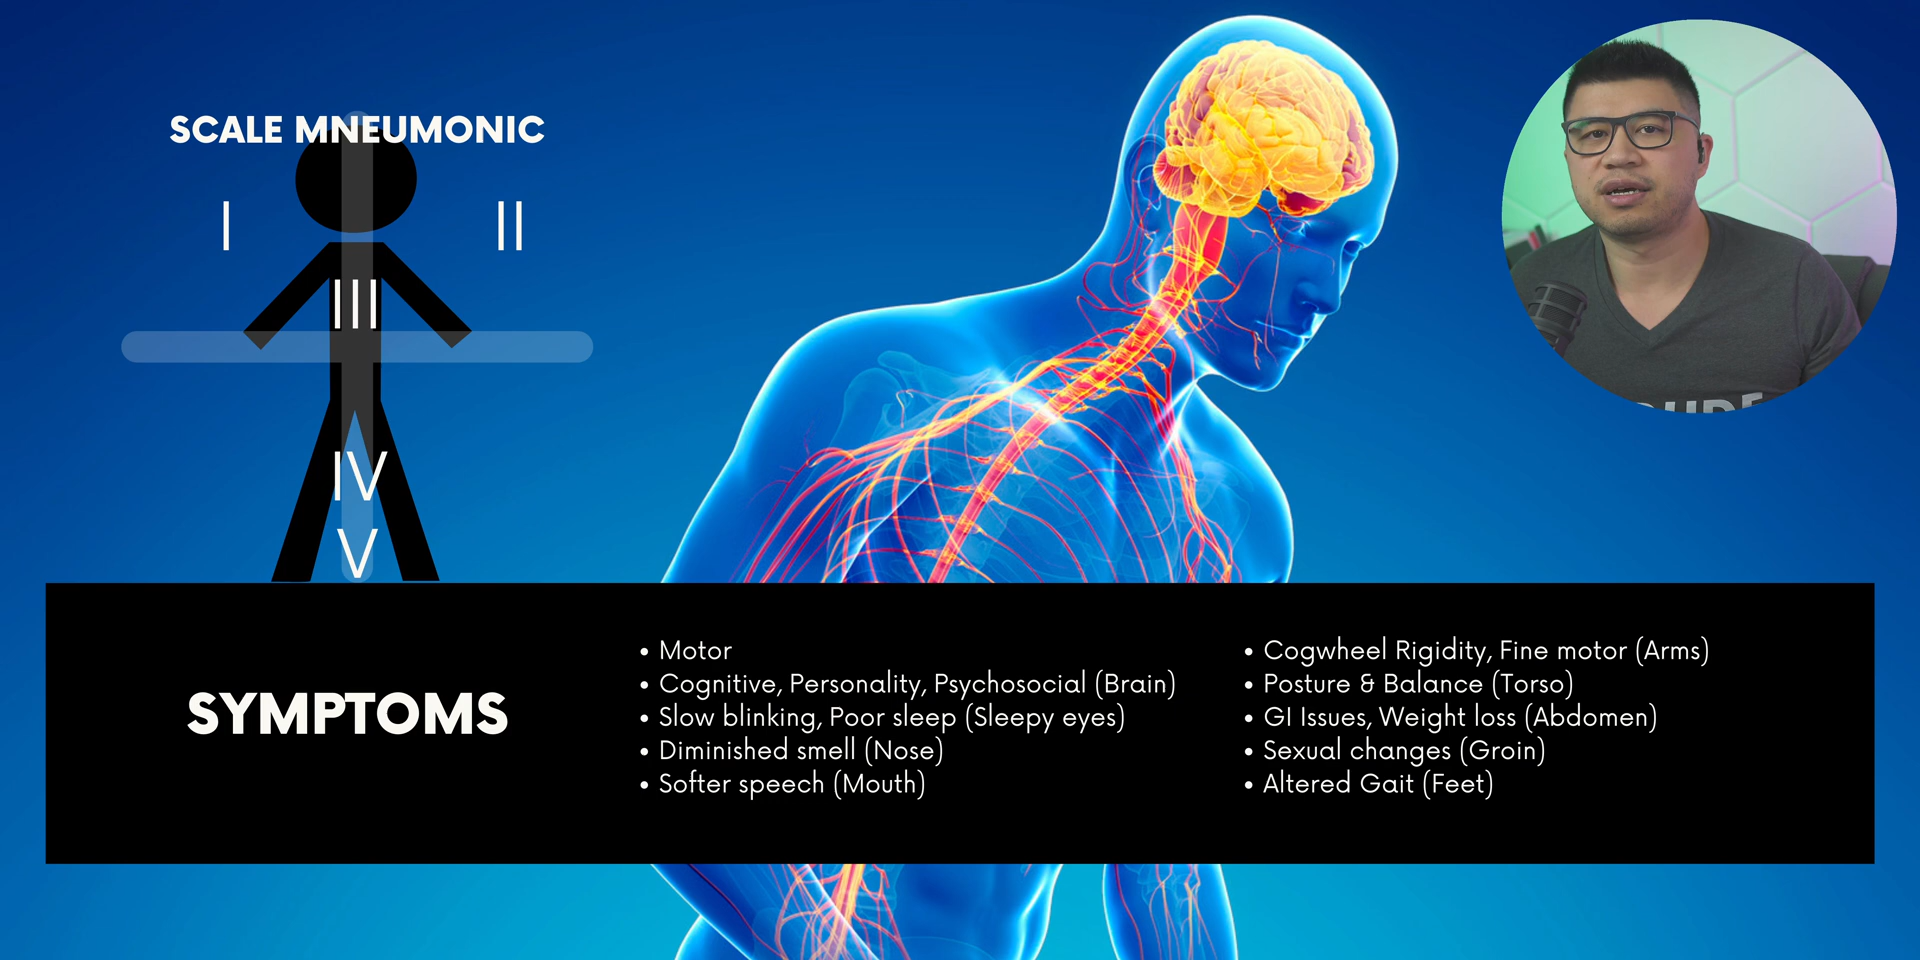 SCALE MNEUMONIC
I
II
III
IV
V
SYMPTOMS
• Motor
• Cognitive, Personality, Psychosocial (Brain)
• Slow blinking, Poor sleep (Sleepy eyes)
• Diminished smell (Nose)
• Softer speech (Mouth)
• Cogwheel Rigidity, Fine motor (Arms)
• Posture & Balance (Torso)
• GI Issues, Weight loss (Abdomen)
• Sexual changes (Groin)
• Altered Gait (Feet)